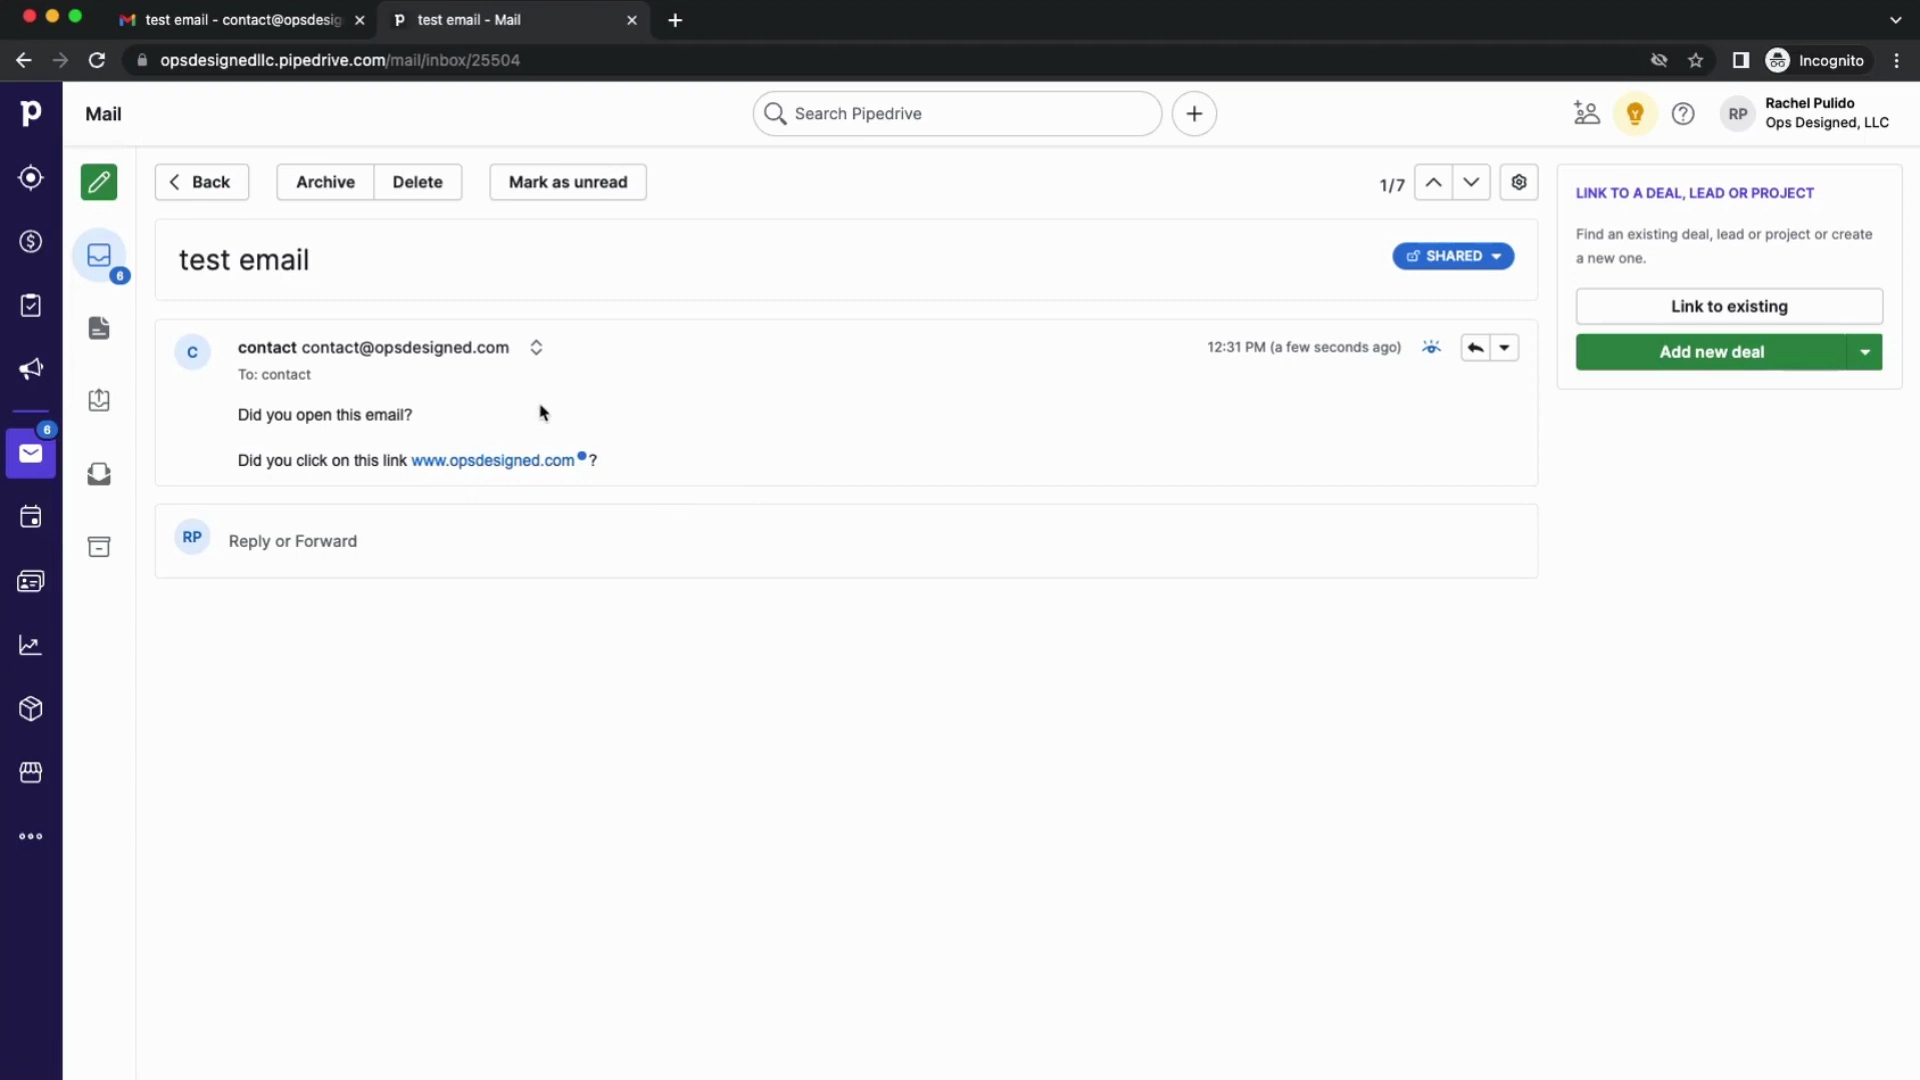 test email - contact@opsdesig
test email - Mail
opsdesignedllc.pipedrive.com/mail/inbox/25504
Incognito
Mail
Search Pipedrive
RP
Rachel Pulido
Ops Designed, LLC
Back
Archive
Delete
Mark as unread
1/7
LINK TO A DEAL, LEAD OR PROJECT
Find an existing deal, lead or project or create
a new one.
Link to existing
Add new deal
test email
SHARED
6
C
contact contact@opsdesigned.com
12:31 PM (a few seconds ago)
To: contact
Did you open this email?
6
Did you click on this link www.opsdesigned.com ?
RP
Reply or Forward